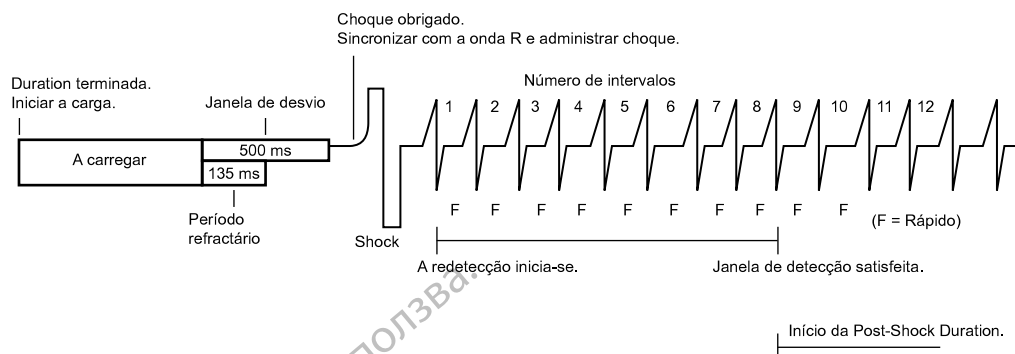 Choque obrigado.
Sincronizar com a onda R e administrar choque.
Duration terminada.
Iniciar a carga.
Janela de desvio
Número de intervalos
1 2 3 4 5 6 7 8 9 10 11 12
A carregar
500 ms
135 ms
Período
refractário
Shock
F F F F F F F F F F
(F = Rápido)
A redetecção inicia-se.
Janela de detecção satisfeita.
Início da Post-Shock Duration.